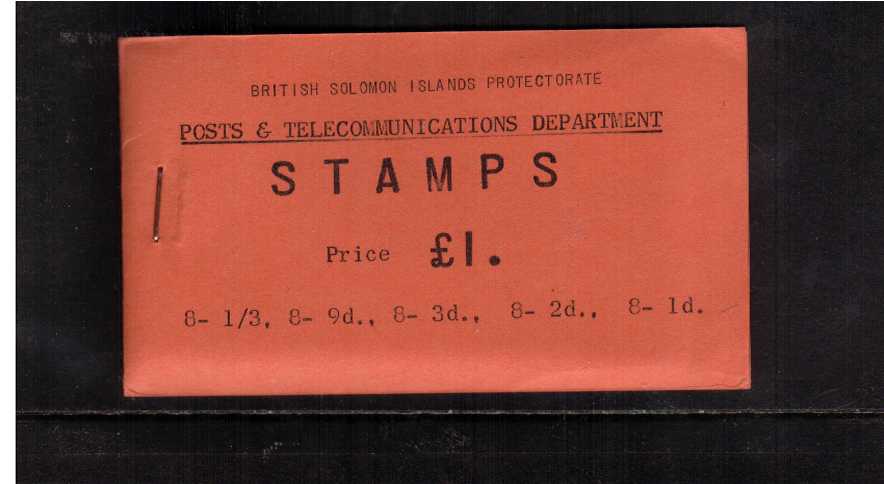 BRITISH SOLOMON ISLANDS PROTECTORATE
POSTS & TELECOMMUNICATIONS DEPARTMENT
STAMPS
Price £1.
8- 1/3, 8- 9d., 8- 3d., 8- 2d., 8- 1d.